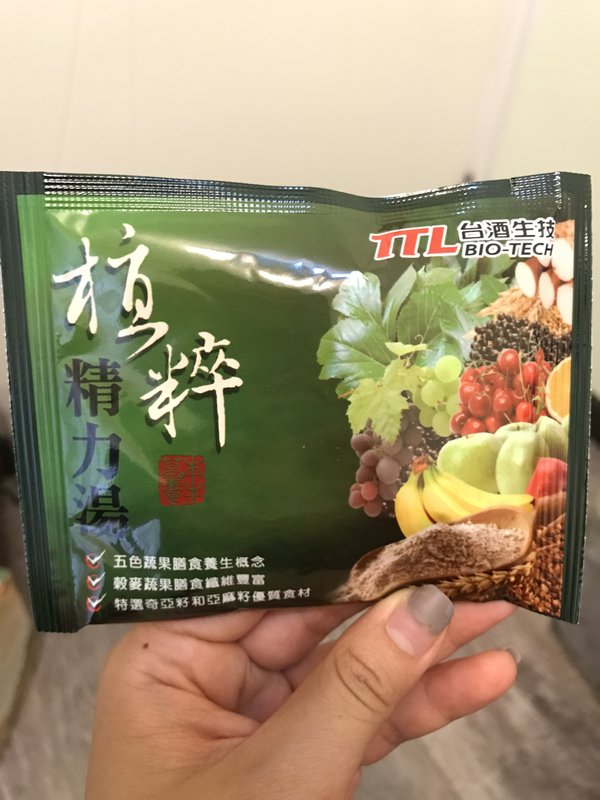 TTL 台酒生技
BIO-TECH
植粹
精力湯
五色蔬果膳食養生概念
穀麥蔬果膳食纖維豐富
特選奇亞籽和亞麻籽優質食材